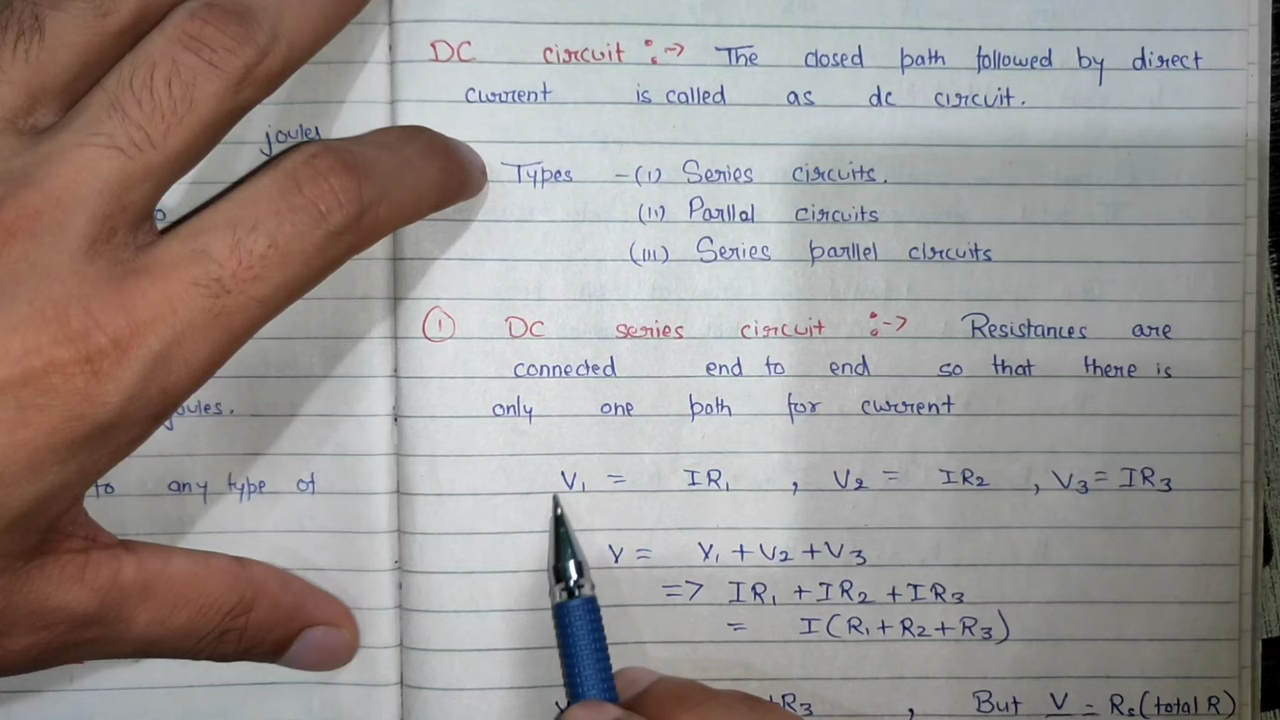 joules
joules.
to any type of
DC circuit :-> The closed path followed by direct
current is called as dc circuit.
Types -(i) Series circuits.
(ii) Parllal circuits
(iii) Series parllel circuits
① DC series circuit :-> Resistances are
connected end to end so that there is
only one path for current
V₁ = IR₁ , V₂ = IR₂ , V₃ = IR₃
V = V₁ + V₂ + V₃
=> IR₁ + IR₂ + IR₃
= I(R₁ + R₂ + R₃)
+R₃ , But V = Rs (total R)